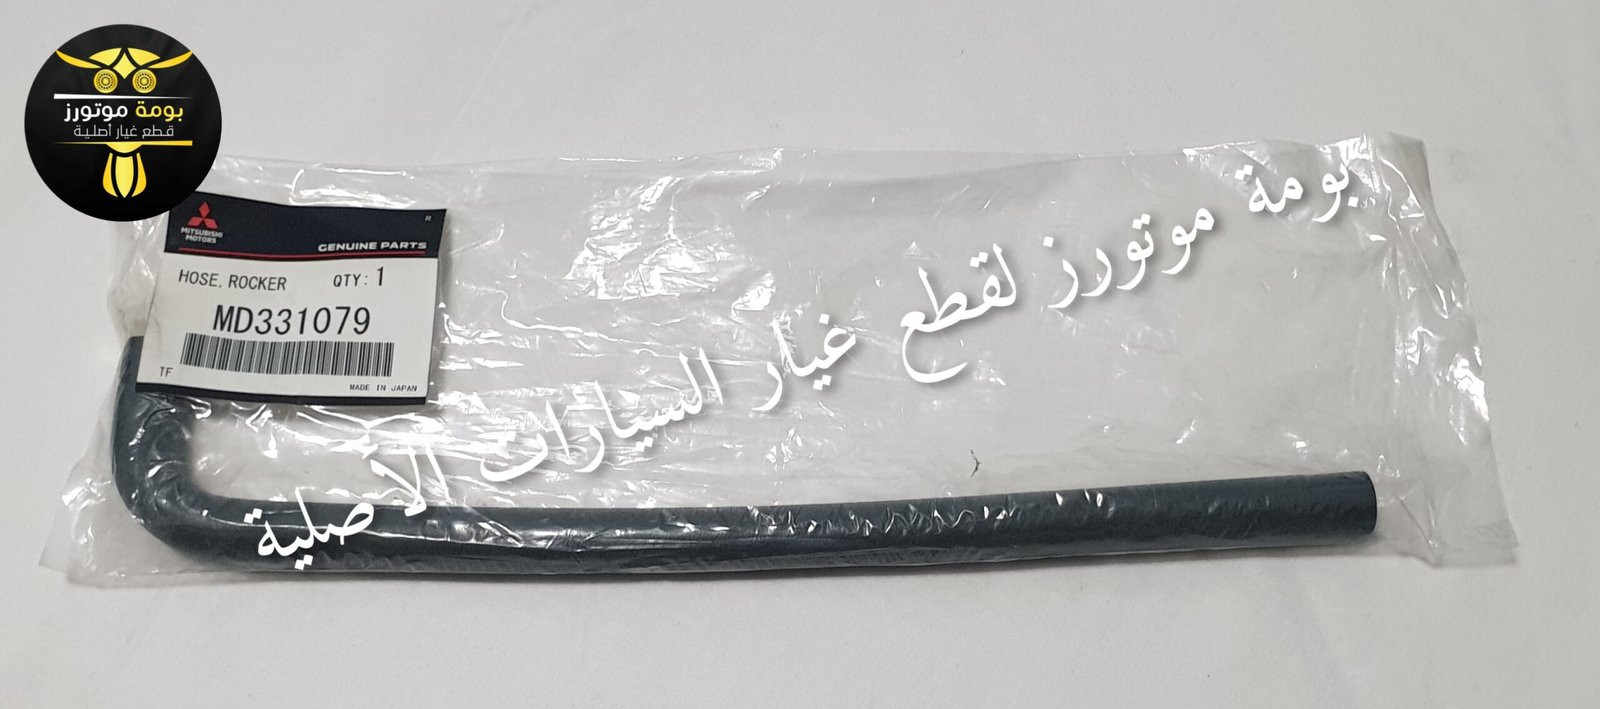 بومة موتورز
قطع غيار أصلية
MITSUBISHI
MOTORS
R
GENUINE PARTS
HOSE, ROCKER QTY: 1
MD331079
TF
MADE IN JAPAN
بومة موتورز لقطع غيار السيارات الأصلية